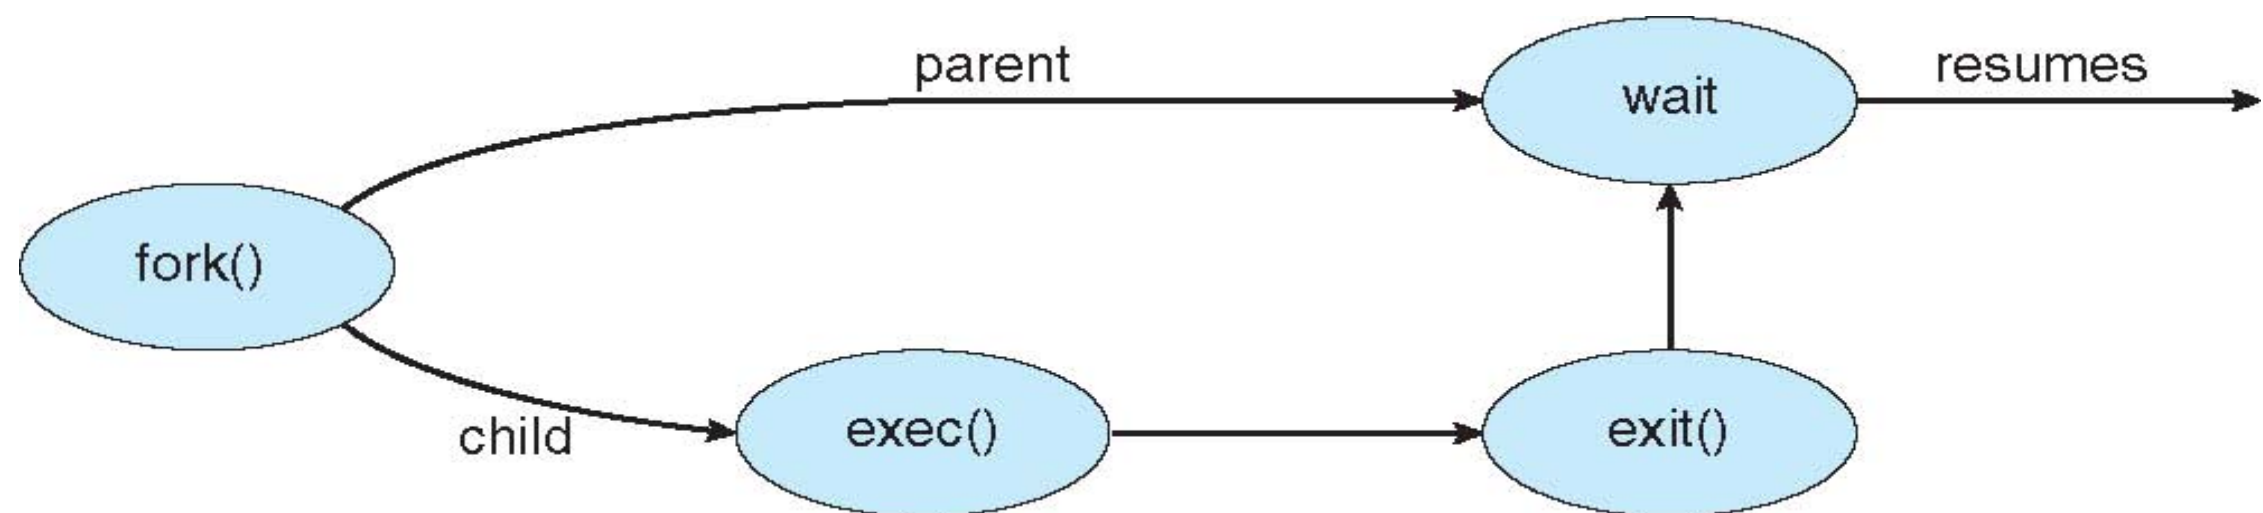 parent
resumes
wait
fork()
child
exec()
exit()